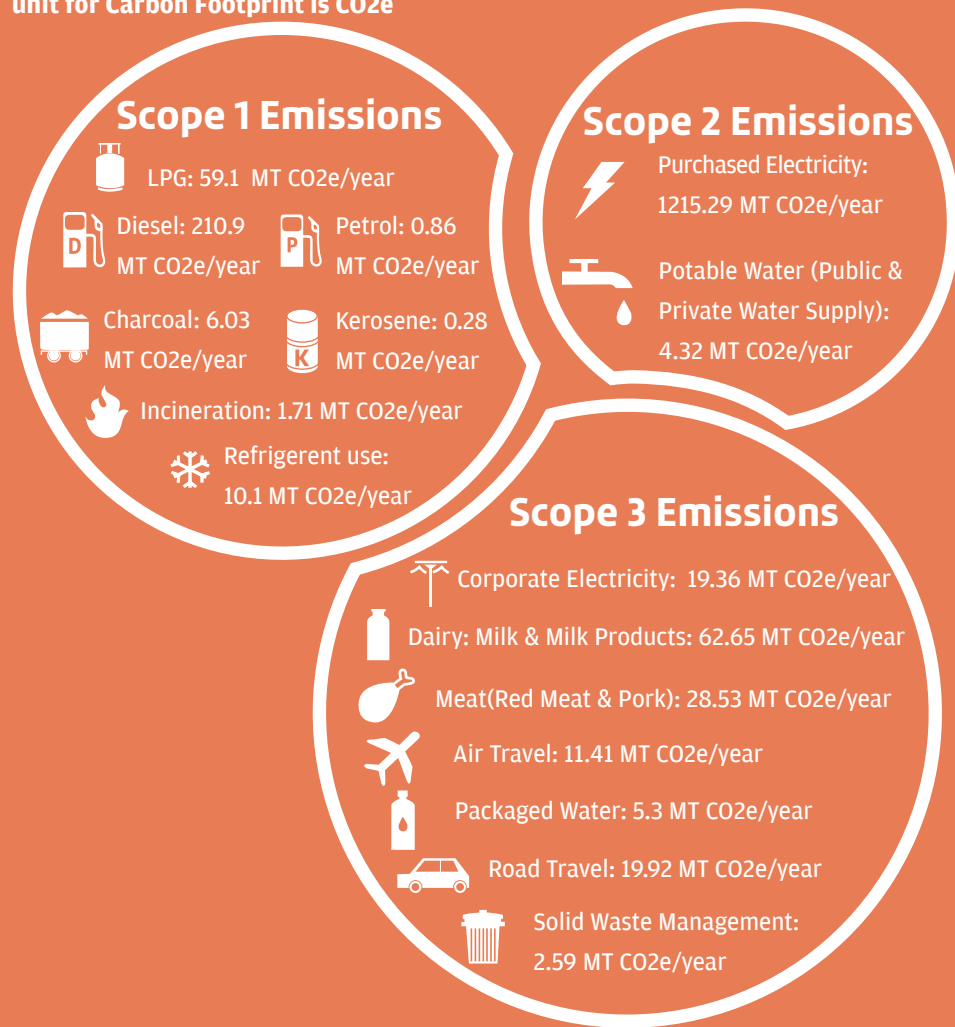 unit for Carbon Footprint is CO2e
Scope 1 Emissions
LPG: 59.1 MT CO2e/year
D
Diesel: 210.9
MT CO2e/year
P
Petrol: 0.86
MT CO2e/year
Charcoal: 6.03
MT CO2e/year
K
Kerosene: 0.28
MT CO2e/year
Incineration: 1.71 MT CO2e/year
Refrigerent use:
10.1 MT CO2e/year
Scope 2 Emissions
Purchased Electricity:
1215.29 MT CO2e/year
Potable Water (Public &
Private Water Supply):
4.32 MT CO2e/year
Scope 3 Emissions
Corporate Electricity: 19.36 MT CO2e/year
Dairy: Milk & Milk Products: 62.65 MT CO2e/year
Meat(Red Meat & Pork): 28.53 MT CO2e/year
Air Travel: 11.41 MT CO2e/year
Packaged Water: 5.3 MT CO2e/year
Road Travel: 19.92 MT CO2e/year
Solid Waste Management:
2.59 MT CO2e/year